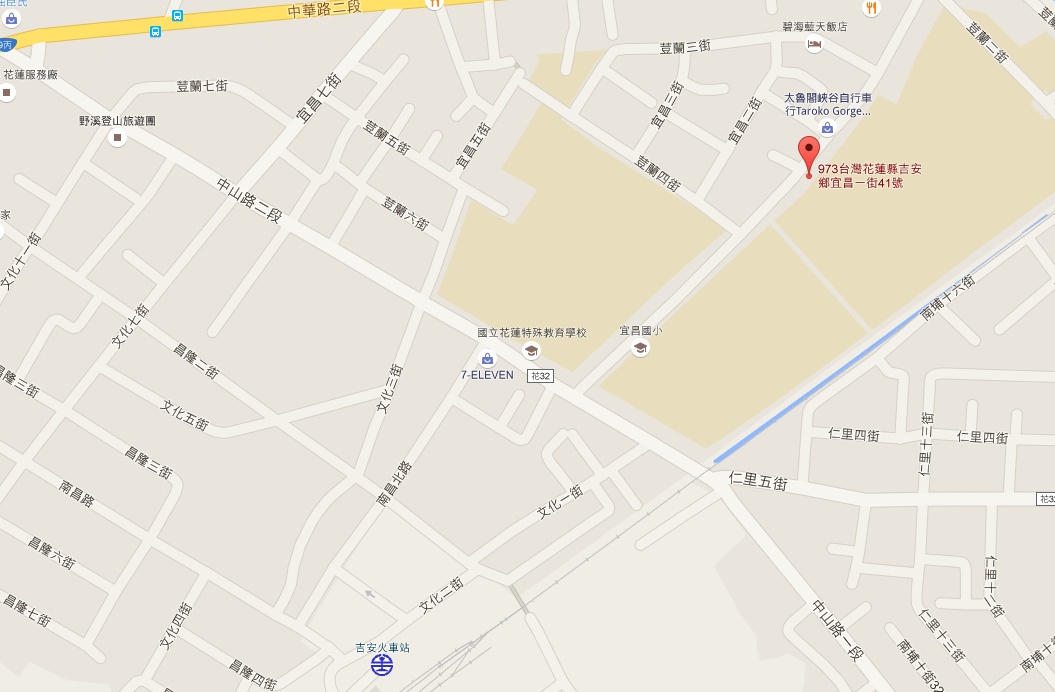 中華路二段
9丙
花蓮服務廠
荳蘭七街
野溪登山旅遊團
宜昌七街
荳蘭五街
宜昌五街
荳蘭三街
碧海藍天飯店
荳蘭二街
宜昌三街
宜昌二街
太魯閣峽谷自行車
行Taroko Gorge...
荳蘭四街
973台灣花蓮縣吉安
鄉宜昌一街41號
中山路二段
荳蘭六街
家
文化十一街
文化七街
昌隆二街
國立花蓮特殊教育學校
宜昌國小
7-ELEVEN
花32
南埔十六街
昌隆三街
文化三街
文化五街
昌隆三街
南昌北路
南昌路
文化一街
仁里五街
仁里四街
仁里十三街
仁里四街
花32
昌隆六街
昌隆七街
文化二街
文化四街
吉安火車站
昌隆四街
中山路一段
仁里十二街
仁里十三街
南埔十街